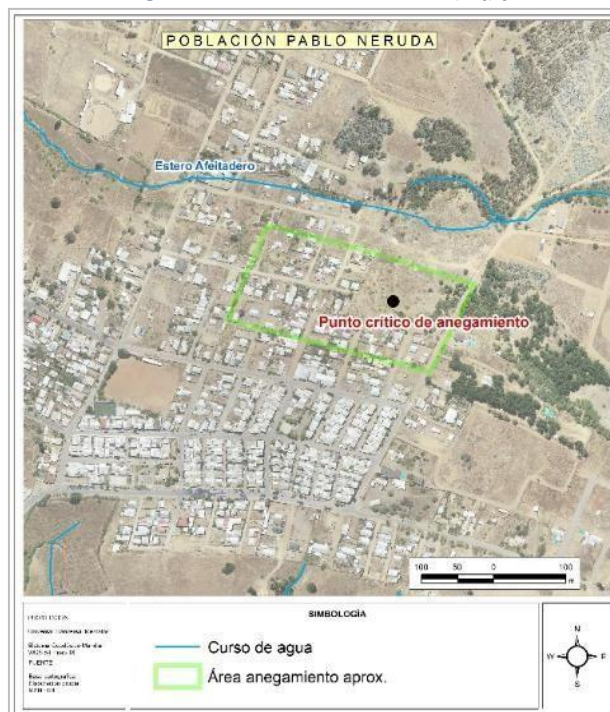 POBLACIÓN PABLO NERUDA
Estero Afeitadero
Punto crítico de anegamiento
100 50 0 100
m
SIMBOLOGÍA
Curso de agua
Área anegamiento aprox.
FUENTE
N
W
E
S